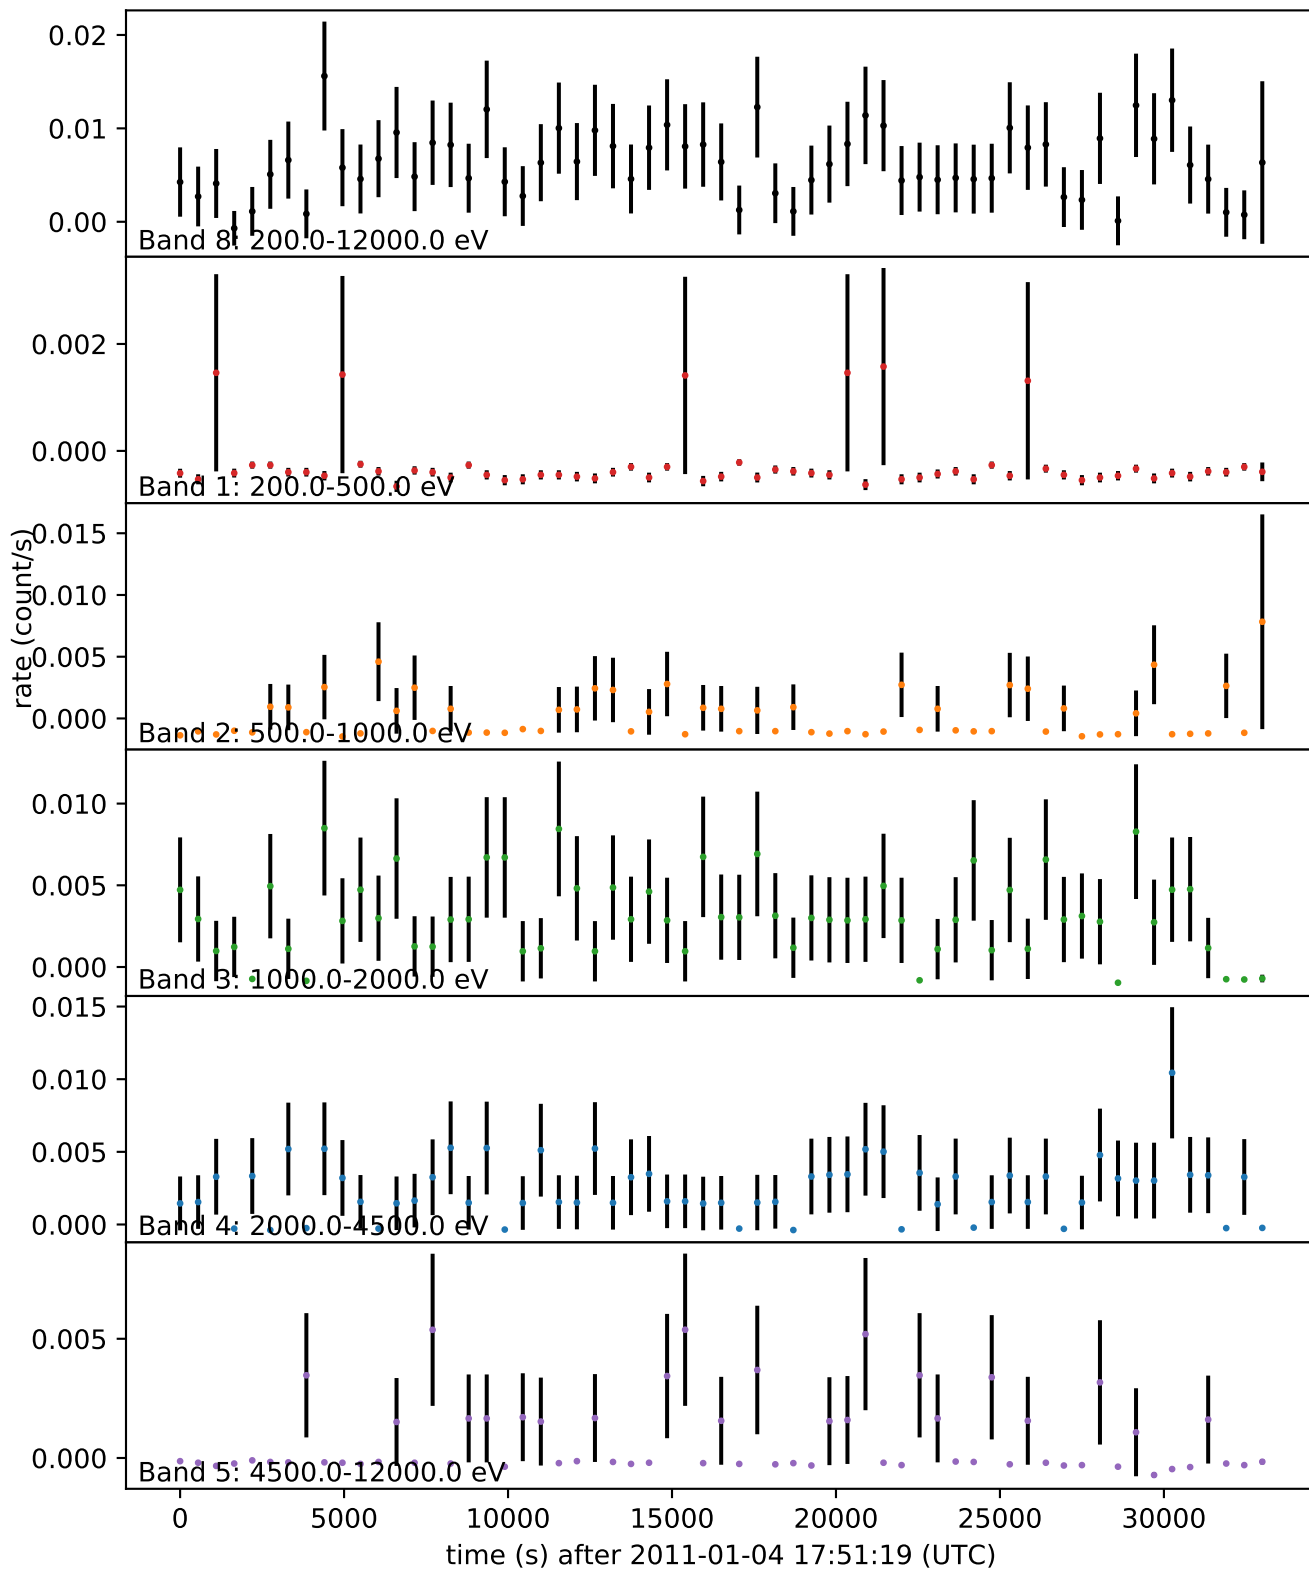 0.02
0.01
0.00
Band 8: 200.0-12000.0 eV
0.002
0.000
Band 1: 200.0-500.0 eV
rate (count/s)
0.015
0.010
0.005
0.000
Band 2: 500.0-1000.0 eV
0.010
0.005
0.000
Band 3: 1000.0-2000.0 eV
0.015
0.010
0.005
0.000
Band 4: 2000.0-4500.0 eV
0.005
0.000
Band 5: 4500.0-12000.0 eV
0 5000 10000 15000 20000 25000 30000
time (s) after 2011-01-04 17:51:19 (UTC)